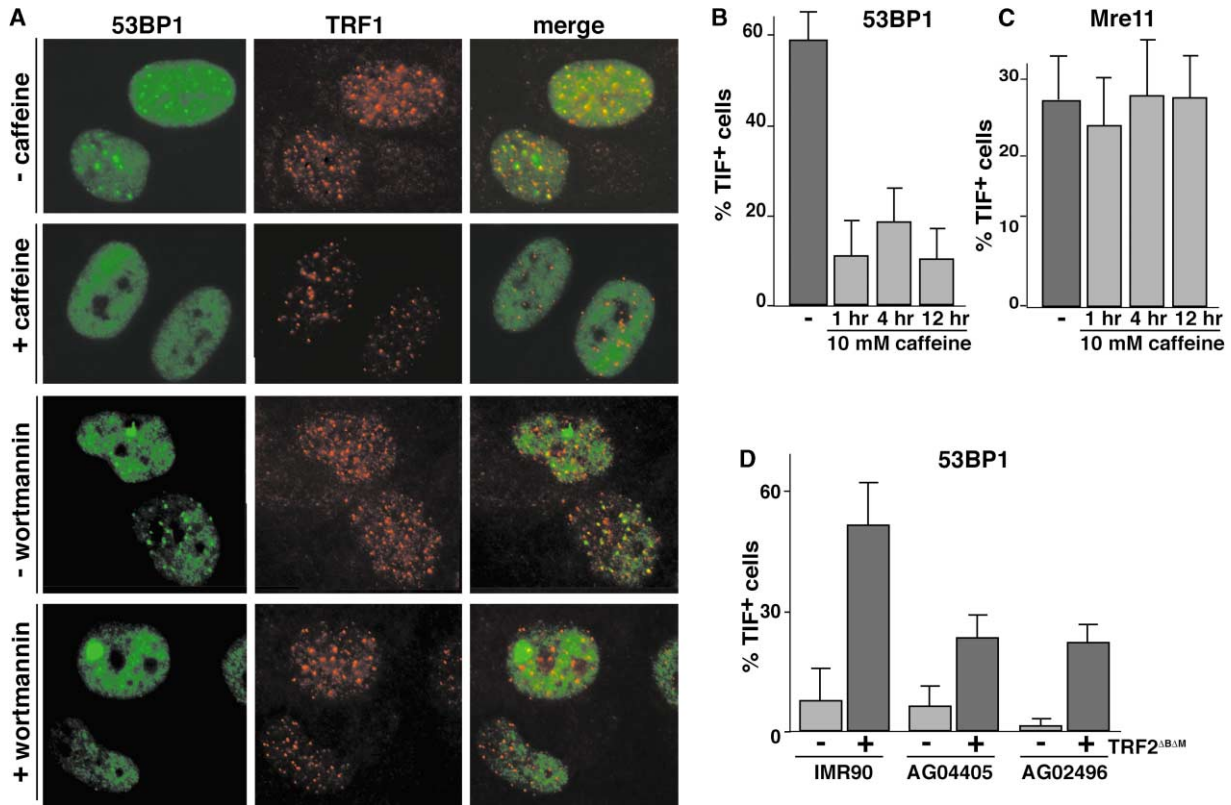 A
53BP1 TRF1 merge
- caffeine
+ caffeine
- wortmannin
+ wortmannin
B 53BP1
% TIF+ cells
60
40
20
0
- 1 hr 4 hr 12 hr
10 mM caffeine
C Mre11
% TIF+ cells
30
20
10
0
- 1 hr 4 hr 12 hr
10 mM caffeine
D 53BP1
% TIF+ cells
60
30
0
- + - + - + TRF2ΔBΔM
IMR90 AG04405 AG02496